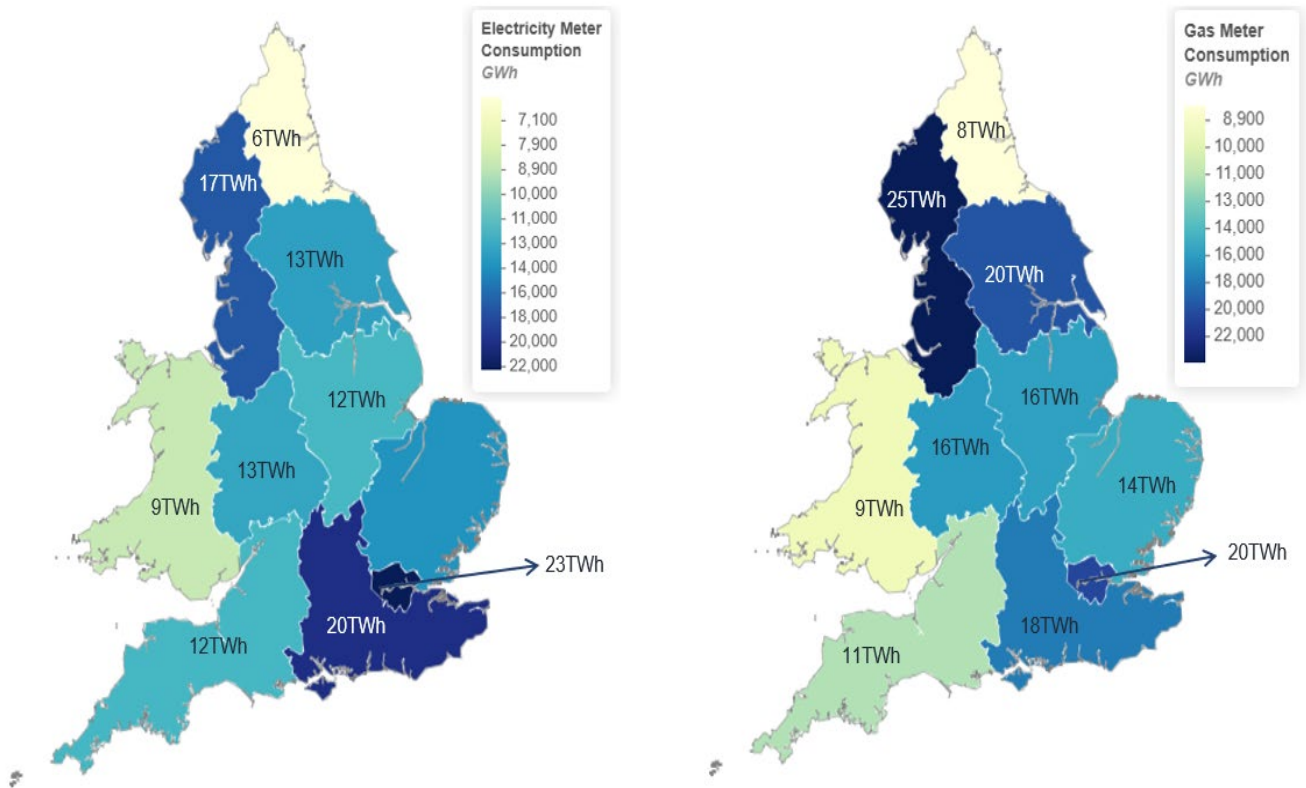 Electricity Meter
Consumption
GWh
7,100
7,900
8,900
10,000
11,000
13,000
14,000
16,000
18,000
20,000
22,000
6TWh
17TWh
13TWh
12TWh
13TWh
9TWh
23TWh
20TWh
12TWh
Gas Meter
Consumption
GWh
8,900
10,000
11,000
13,000
14,000
16,000
18,000
20,000
22,000
8TWh
25TWh
20TWh
16TWh
16TWh
14TWh
9TWh
20TWh
18TWh
11TWh